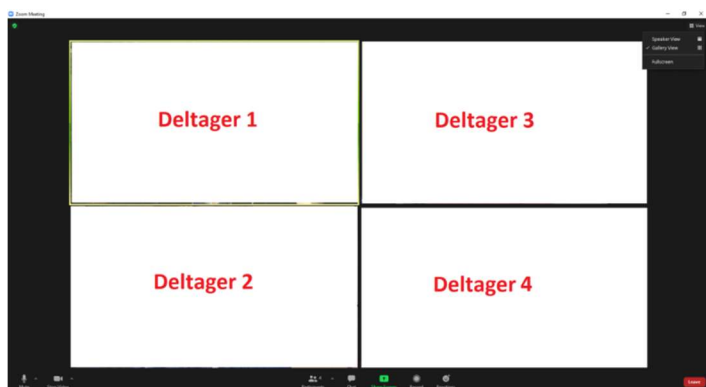 Zoom Meeting
View
Speaker View
Gallery View
Fullscreen
Deltager 1
Deltager 3
Deltager 2
Deltager 4
Leave